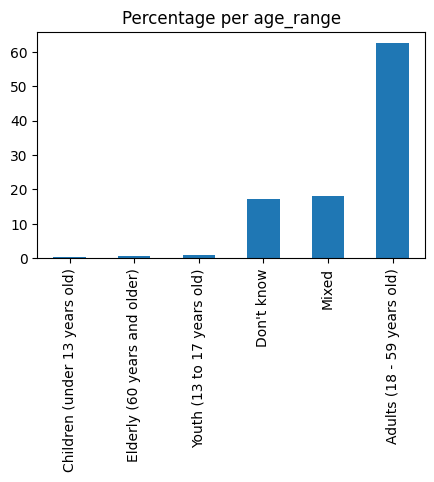 Percentage per age_range
60
50
40
30
20
10
0
Children (under 13 years old)
Elderly (60 years and older)
Youth (13 to 17 years old)
Don't know
Mixed
Adults (18 - 59 years old)